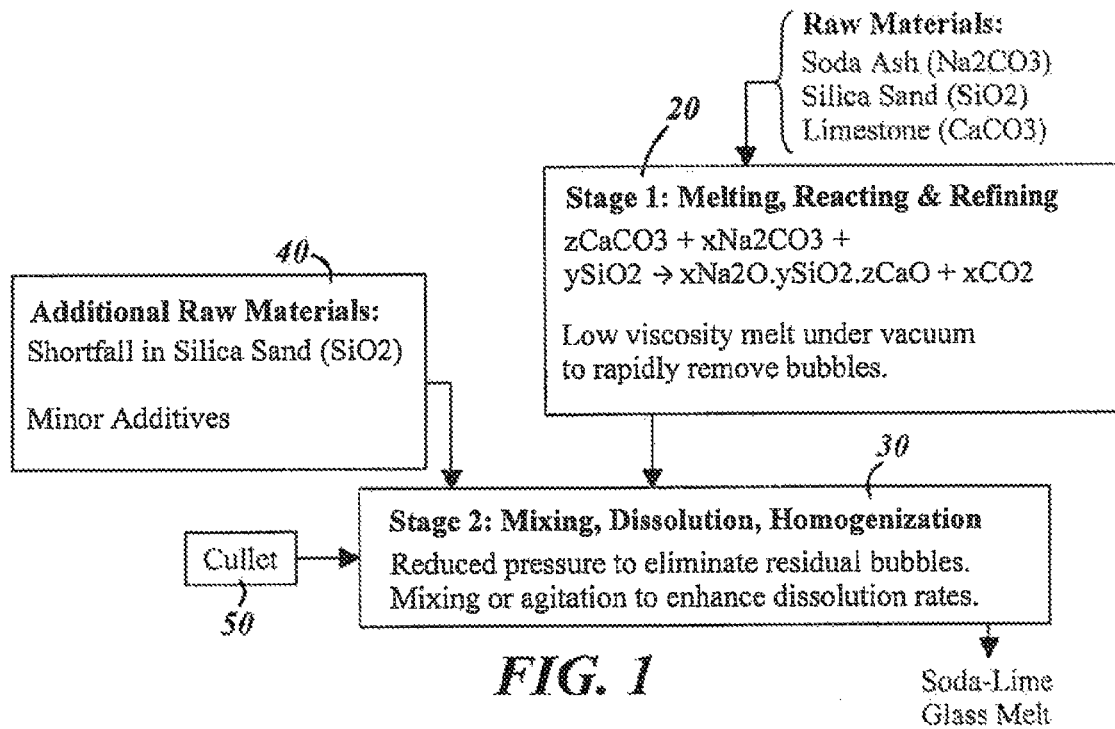 Raw Materials:
Soda Ash (Na2CO3)
Silica Sand (SiO2)
Limestone (CaCO3)
20
Stage 1: Melting, Reacting & Refining
zCaCO3 + xNa2CO3 +
ySiO2 → xNa2O.ySiO2.zCaO + xCO2
Low viscosity melt under vacuum
to rapidly remove bubbles.
40
Additional Raw Materials:
Shortfall in Silica Sand (SiO2)
Minor Additives
30
Stage 2: Mixing, Dissolution, Homogenization
Reduced pressure to eliminate residual bubbles.
Mixing or agitation to enhance dissolution rates.
Cullet
50
FIG. 1
Soda-Lime
Glass Melt